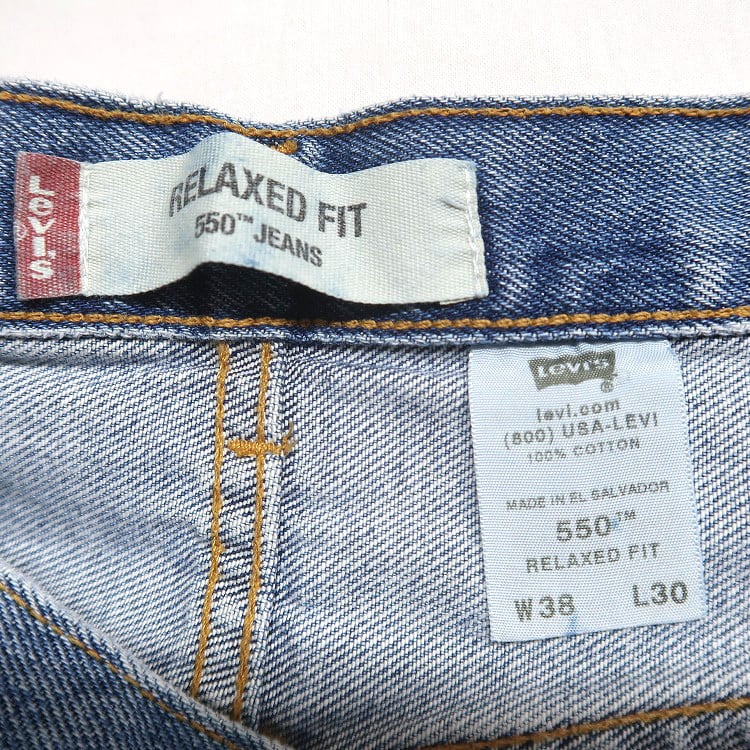 Levi's
RELAXED FIT
550™ JEANS
Levi's
®
levi.com
(800) USA-LEVI
100% COTTON
MADE IN EL SALVADOR
550™
RELAXED FIT
W38 L30